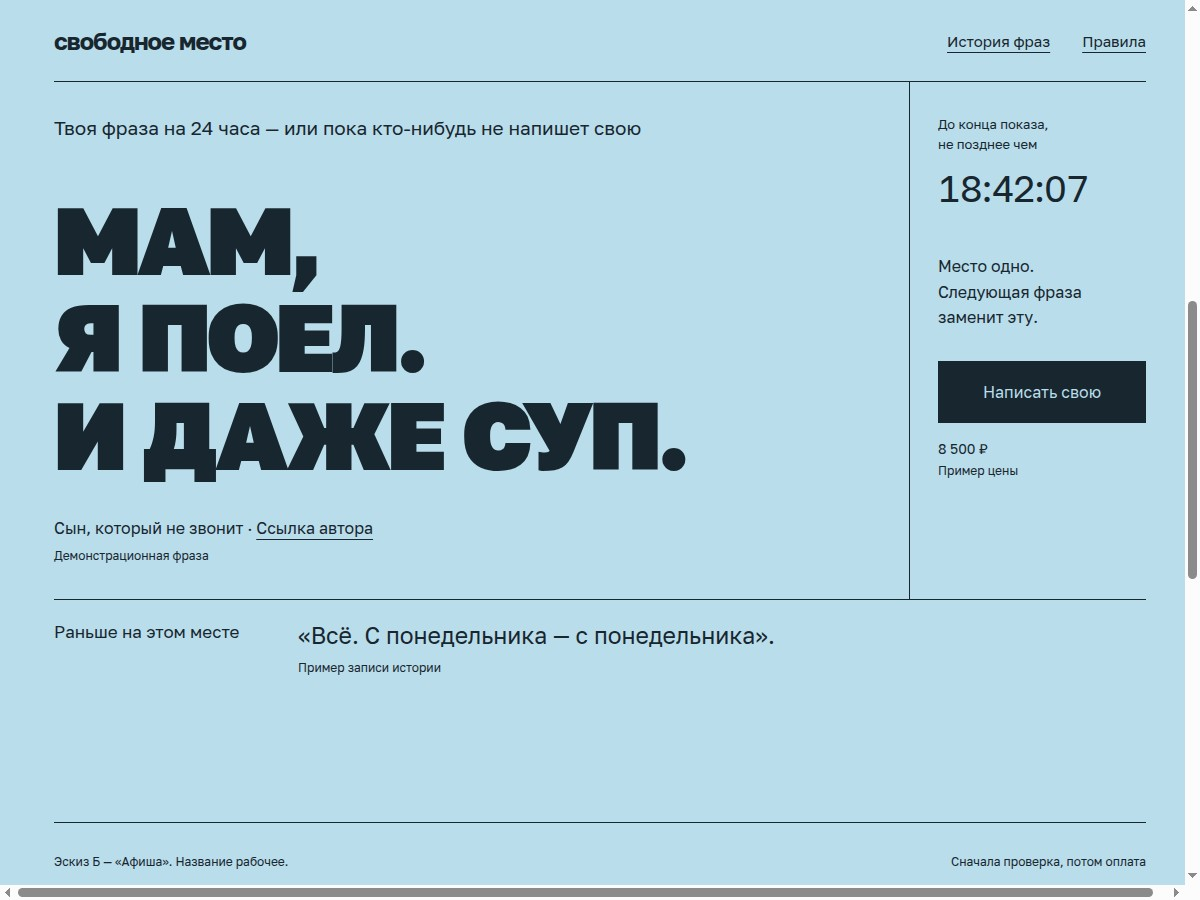 свободное место
История фраз
Правила
Твоя фраза на 24 часа — или пока кто-нибудь не напишет свою
МАМ,
Я ПОЕЛ.
И ДАЖЕ СУП.
Сын, который не звонит · Ссылка автора
Демонстрационная фраза
До конца показа,
не позднее чем
18:42:07
Место одно.
Следующая фраза
заменит эту.
Написать свою
8 500 ₽
Пример цены
Раньше на этом месте
«Всё. С понедельника — с понедельника».
Пример записи истории
Эскиз Б — «Афиша». Название рабочее.
Сначала проверка, потом оплата